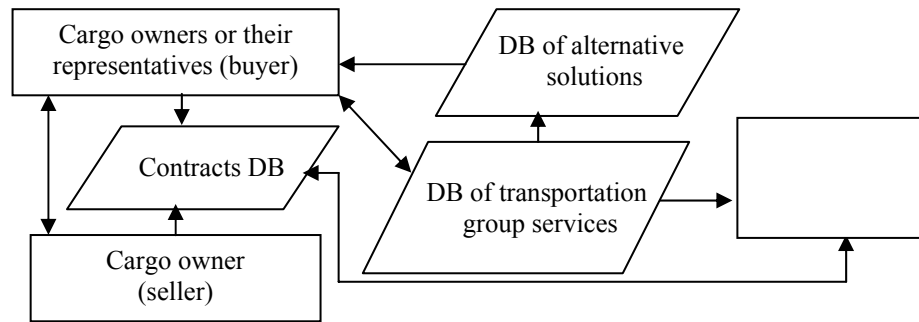 Cargo owners or their
representatives (buyer)
DB of alternative
solutions
Contracts DB
DB of transportation
group services
Cargo owner
(seller)